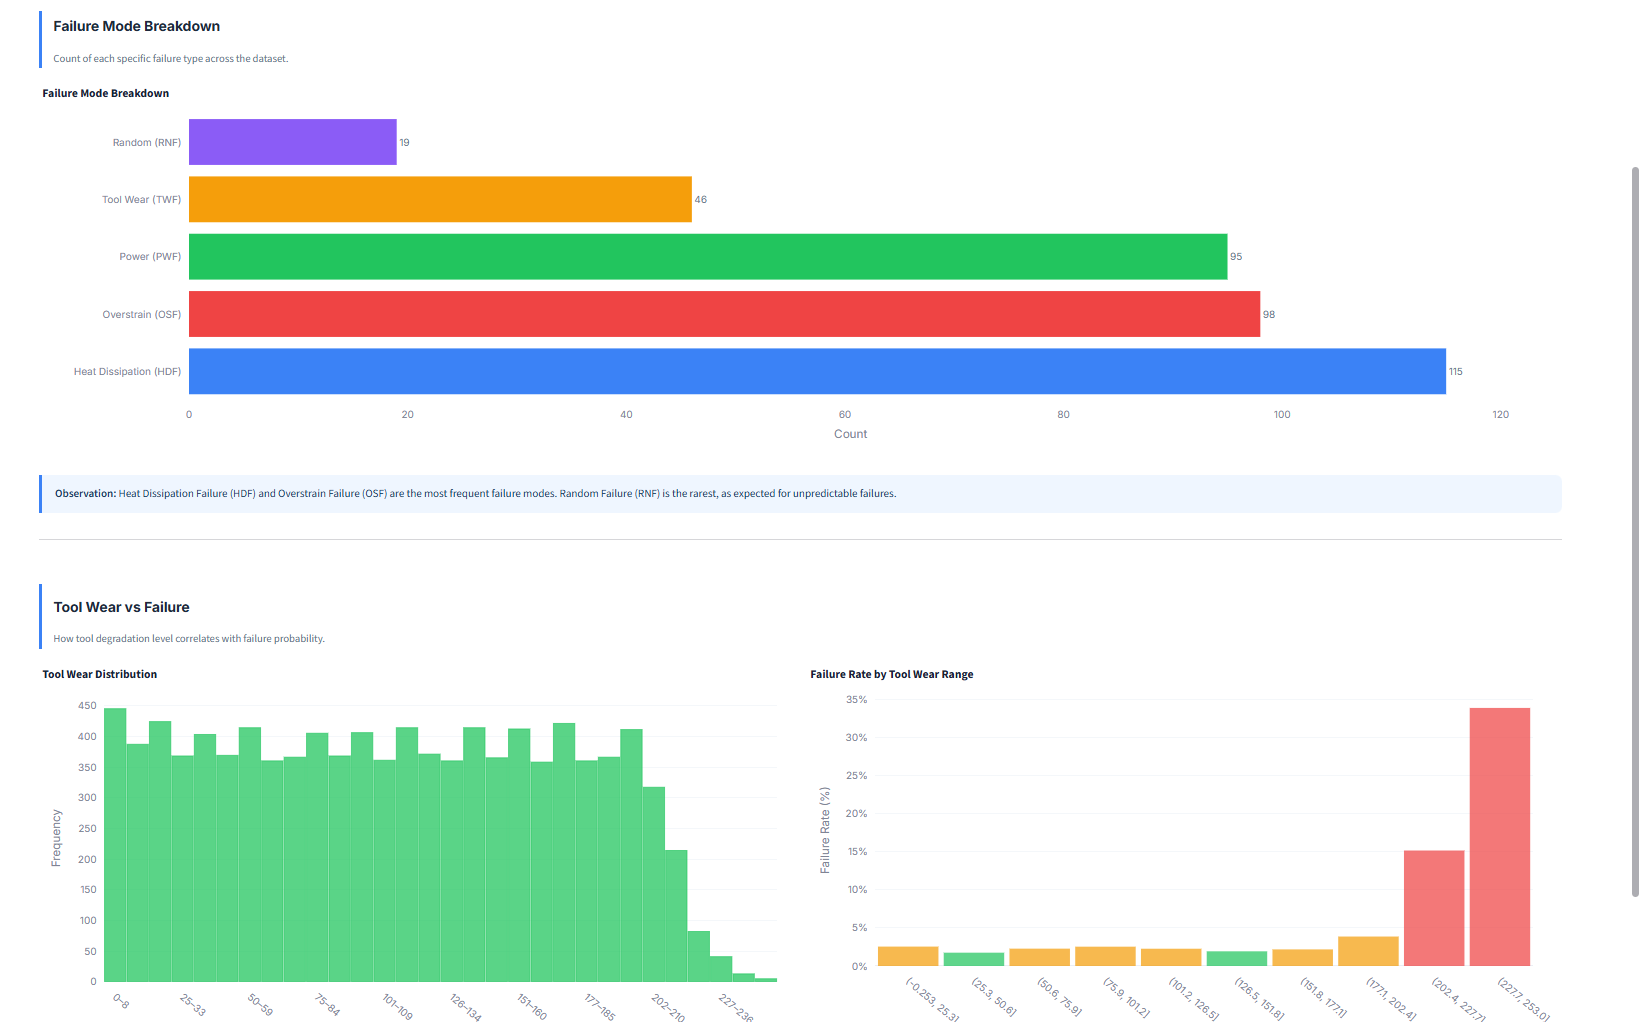 Failure Mode Breakdown
Count of each specific failure type across the dataset.
Failure Mode Breakdown
Random (RNF)
19
Tool Wear (TWF)
46
Power (PWF)
95
Overstrain (OSF)
98
Heat Dissipation (HDF)
115
0 20 40 60 80 100 120
Count
Observation: Heat Dissipation Failure (HDF) and Overstrain Failure (OSF) are the most frequent failure modes. Random Failure (RNF) is the rarest, as expected for unpredictable failures.
Tool Wear vs Failure
How tool degradation level correlates with failure probability.
Tool Wear Distribution
450
400
350
300
250
200
150
100
50
0
Frequency
0–8 25–33 50–59 75–84 101–109 126–134 151–160 177–185 202–210 227–236
Failure Rate by Tool Wear Range
35%
30%
25%
20%
15%
10%
5%
0%
Failure Rate (%)
(-0.253, 25.3] (25.3, 50.6] (50.6, 75.9] (75.9, 101.2] (101.2, 126.5] (126.5, 151.8] (151.8, 177.1] (177.1, 202.4] (202.4, 227.7] (227.7, 253.0]